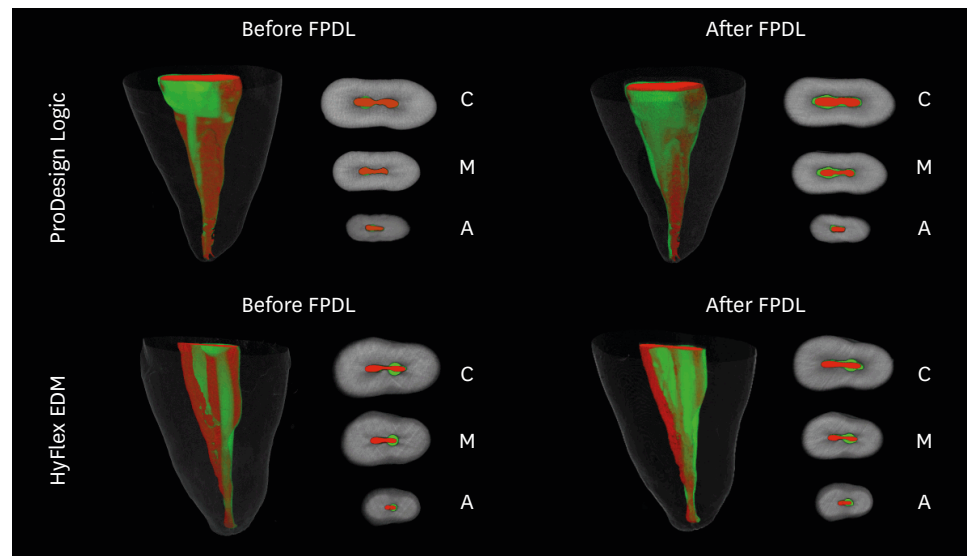 Before FPDL
After FPDL
ProDesign Logic
C
M
A
C
M
A
Before FPDL
After FPDL
HyFlex EDM
C
M
A
C
M
A